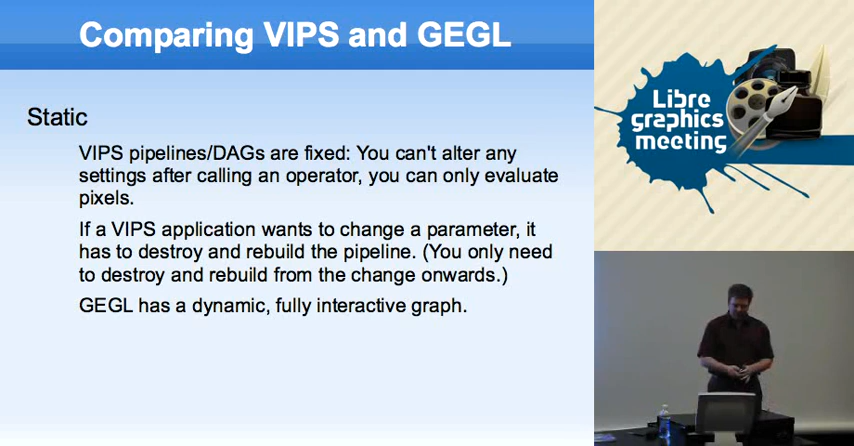 Comparing VIPS and GEGL
Static
VIPS pipelines/DAGs are fixed: You can't alter any
settings after calling an operator, you can only evaluate
pixels.
If a VIPS application wants to change a parameter, it
has to destroy and rebuild the pipeline. (You only need
to destroy and rebuild from the change onwards.)
GEGL has a dynamic, fully interactive graph.
Libre
graphics
meeting